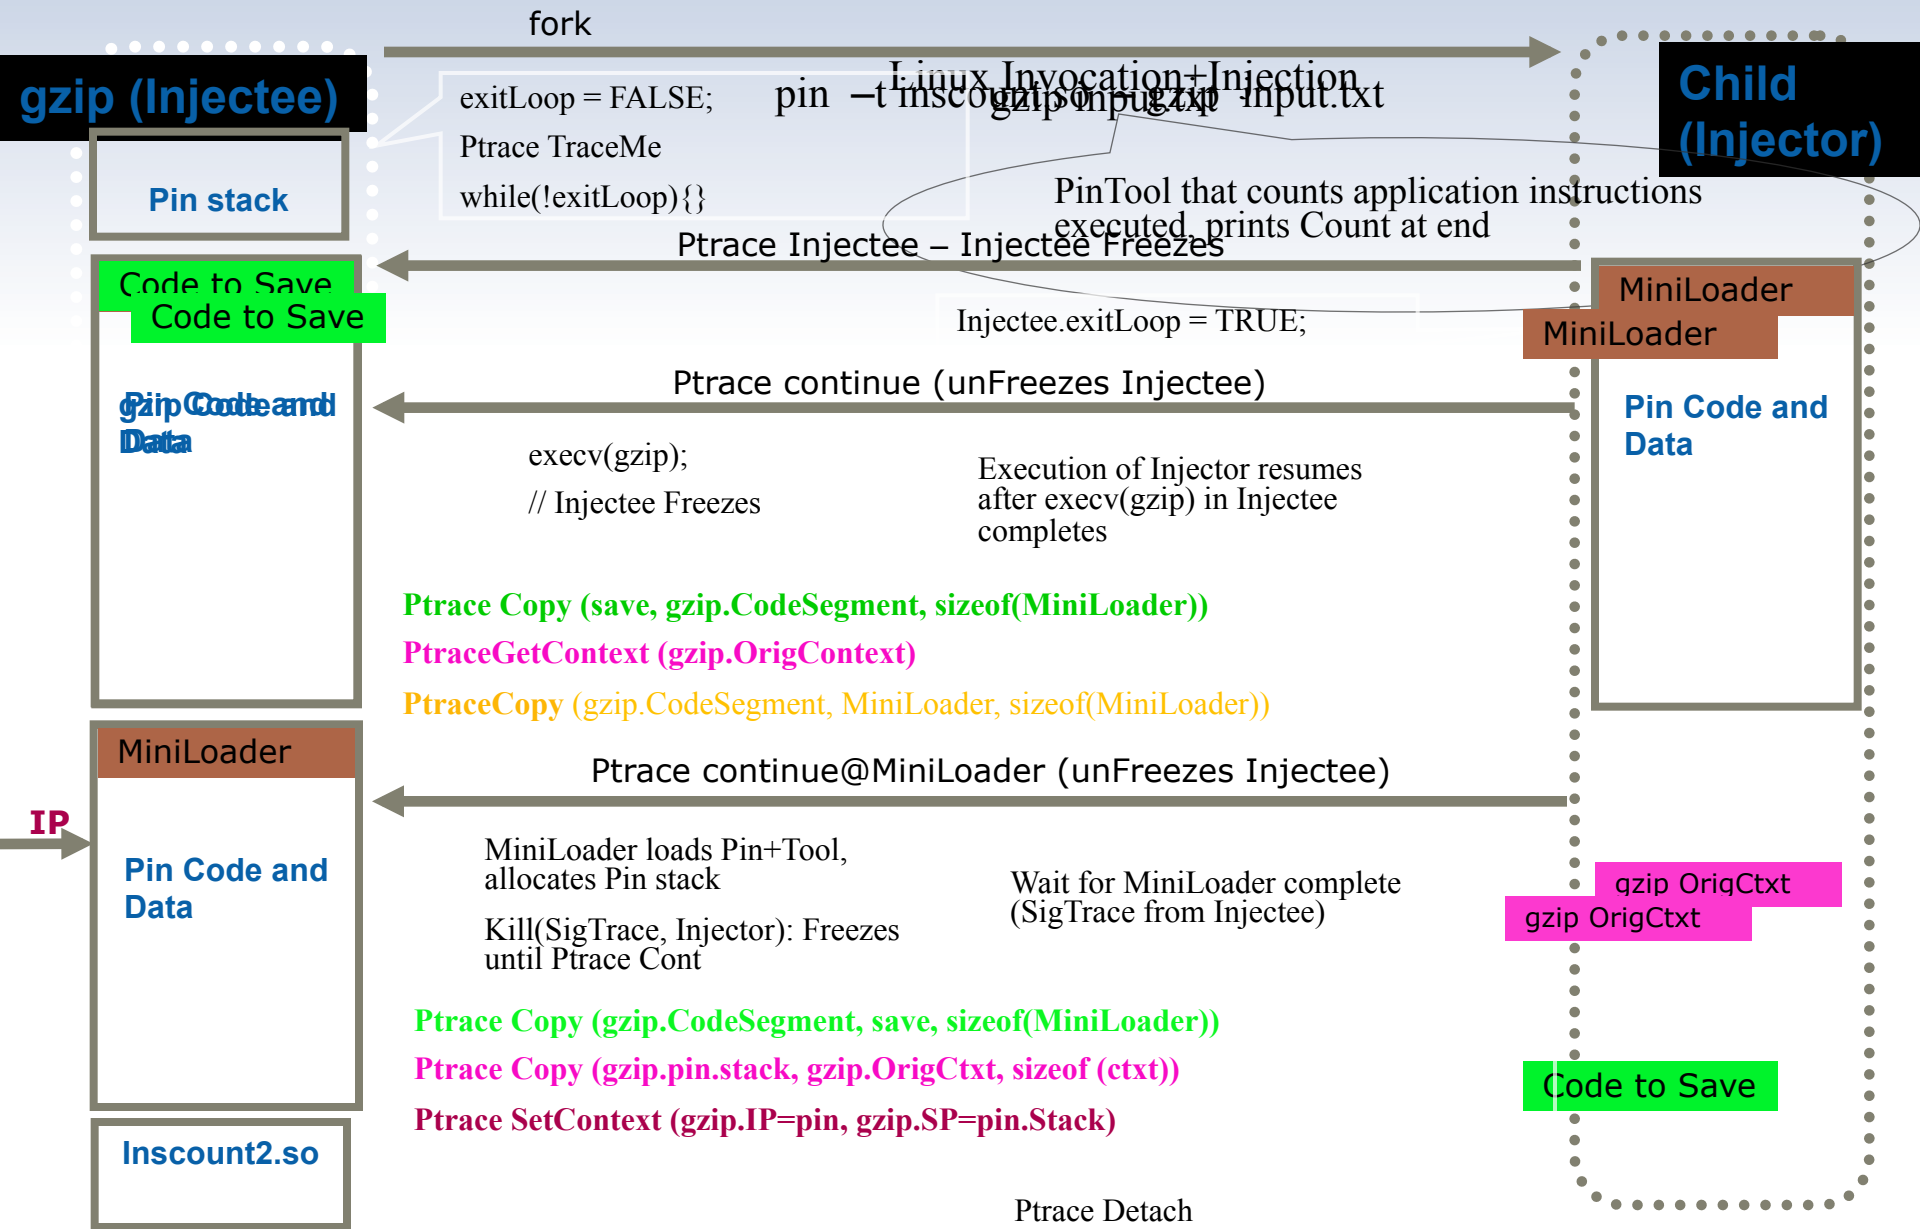 fork
gzip (Injectee)
Child
(Injector)
Linux Invocation+Injection
pin –t inscount.so – gzip input.txt
gzip input.txt
exitLoop = FALSE;
Ptrace TraceMe
while(!exitLoop){}
Pin stack
PinTool that counts application instructions
executed, prints Count at end
Ptrace Injectee – Injectee Freezes
Code to Save
Code to Save
MiniLoader
MiniLoader
Injectee.exitLoop = TRUE;
Ptrace continue (unFreezes Injectee)
gzip Code and
Data
Pin Code and
Data
Pin Code and
Data
execv(gzip);
// Injectee Freezes
Execution of Injector resumes
after execv(gzip) in Injectee
completes
Ptrace Copy (save, gzip.CodeSegment, sizeof(MiniLoader))
PtraceGetContext (gzip.OrigContext)
PtraceCopy (gzip.CodeSegment, MiniLoader, sizeof(MiniLoader))
MiniLoader
Ptrace continue@MiniLoader (unFreezes Injectee)
IP
Pin Code and
Data
MiniLoader loads Pin+Tool,
allocates Pin stack
Kill(SigTrace, Injector): Freezes
until Ptrace Cont
Wait for MiniLoader complete
(SigTrace from Injectee)
gzip OrigCtxt
gzip OrigCtxt
Ptrace Copy (gzip.CodeSegment, save, sizeof(MiniLoader))
Ptrace Copy (gzip.pin.stack, gzip.OrigCtxt, sizeof (ctxt))
Ptrace SetContext (gzip.IP=pin, gzip.SP=pin.Stack)
Code to Save
Inscount2.so
Ptrace Detach